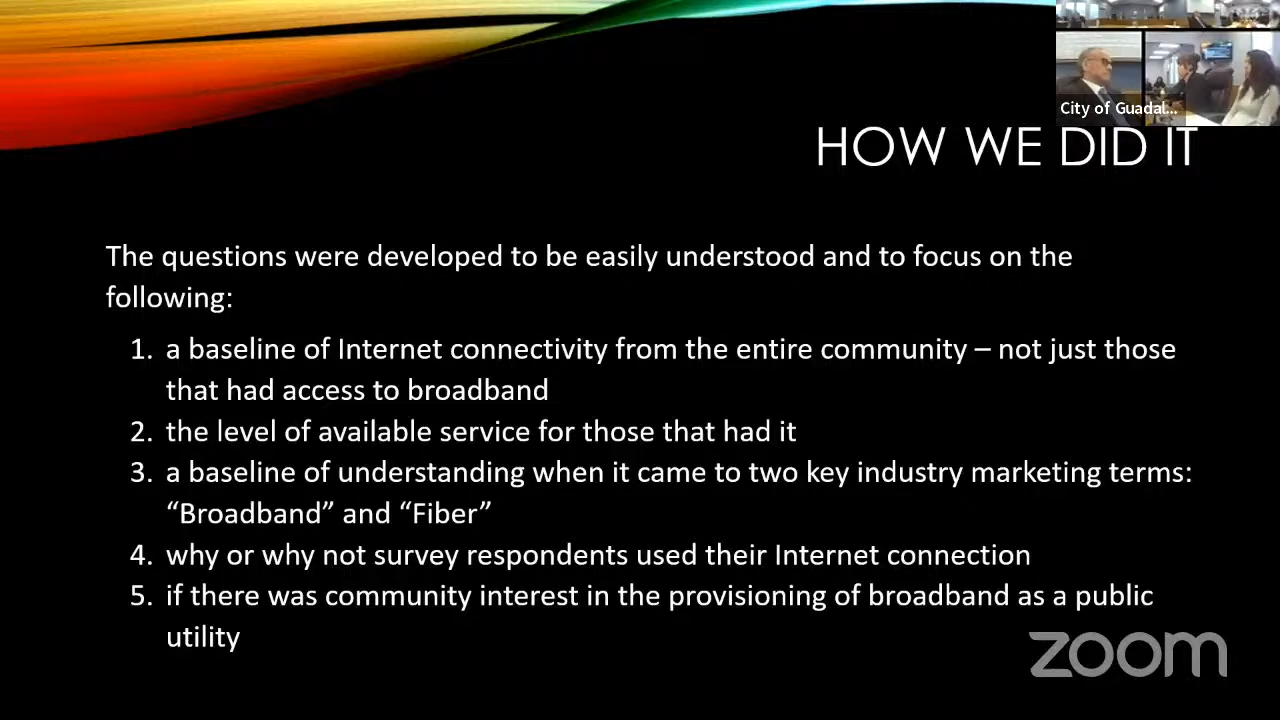 City of Guadal...
HOW WE DID IT
The questions were developed to be easily understood and to focus on the
following:
1. a baseline of Internet connectivity from the entire community – not just those
that had access to broadband
2. the level of available service for those that had it
3. a baseline of understanding when it came to two key industry marketing terms:
“Broadband” and “Fiber”
4. why or why not survey respondents used their Internet connection
5. if there was community interest in the provisioning of broadband as a public
utility
zoom